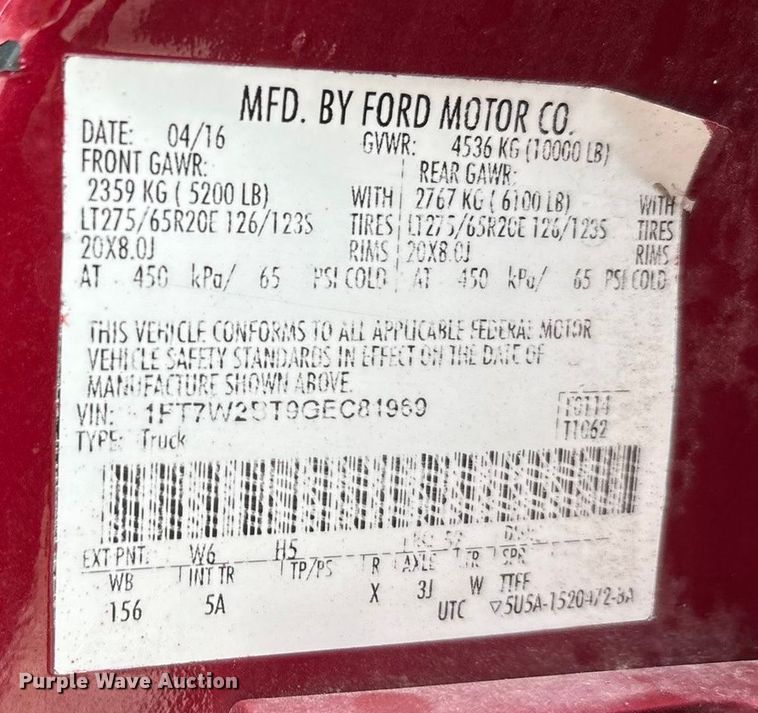 MFD. BY FORD MOTOR CO.
DATE: 04/16 GVWR: 4536 KG (10000 LB)
FRONT GAWR: REAR GAWR:
2359 KG ( 5200 LB) WITH 2767 KG ( 6100 LB) WITH
LT275/65R20E 126/123S TIRES LT275/65R20E 126/123S TIRES
20X8.0J RIMS 20X8.0J RIMS
AT 450 kPa/ 65 PSI COLD AT 450 kPa/ 65 PSI COLD
THIS VEHICLE CONFORMS TO ALL APPLICABLE FEDERAL MOTOR
VEHICLE SAFETY STANDARDS IN EFFECT ON THE DATE OF
MANUFACTURE SHOWN ABOVE.
VIN: 1FT7W2BT9GEC81969
TYPE: Truck T1062
EXT PNT: W6 H5
WB INT TR TP/PS R AXLE TR SPR
156 5A X 3J W TTFF
UTC
Purple Wave Auction